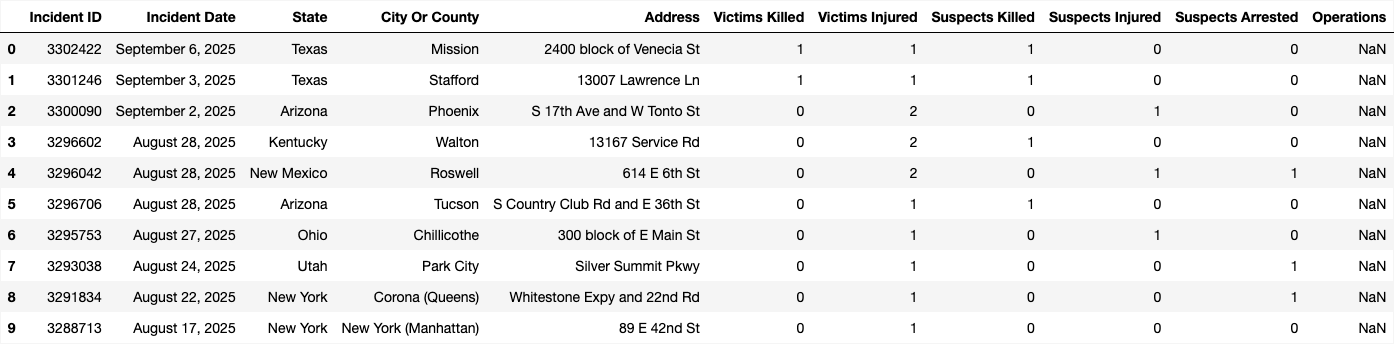 Incident ID Incident Date State City Or County Address Victims Killed Victims Injured Suspects Killed Suspects Injured Suspects Arrested Operations
0 3302422 September 6, 2025 Texas Mission 2400 block of Venecia St 1 1 1 0 0 NaN
1 3301246 September 3, 2025 Texas Stafford 13007 Lawrence Ln 1 1 1 0 0 NaN
2 3300090 September 2, 2025 Arizona Phoenix S 17th Ave and W Tonto St 0 2 0 1 0 NaN
3 3296602 August 28, 2025 Kentucky Walton 13167 Service Rd 0 2 1 0 0 NaN
4 3296042 August 28, 2025 New Mexico Roswell 614 E 6th St 0 2 0 1 1 NaN
5 3296706 August 28, 2025 Arizona Tucson S Country Club Rd and E 36th St 0 1 1 0 0 NaN
6 3295753 August 27, 2025 Ohio Chillicothe 300 block of E Main St 0 1 0 1 0 NaN
7 3293038 August 24, 2025 Utah Park City Silver Summit Pkwy 0 1 0 0 1 NaN
8 3291834 August 22, 2025 New York Corona (Queens) Whitestone Expy and 22nd Rd 0 1 0 0 1 NaN
9 3288713 August 17, 2025 New York New York (Manhattan) 89 E 42nd St 0 1 0 0 0 NaN